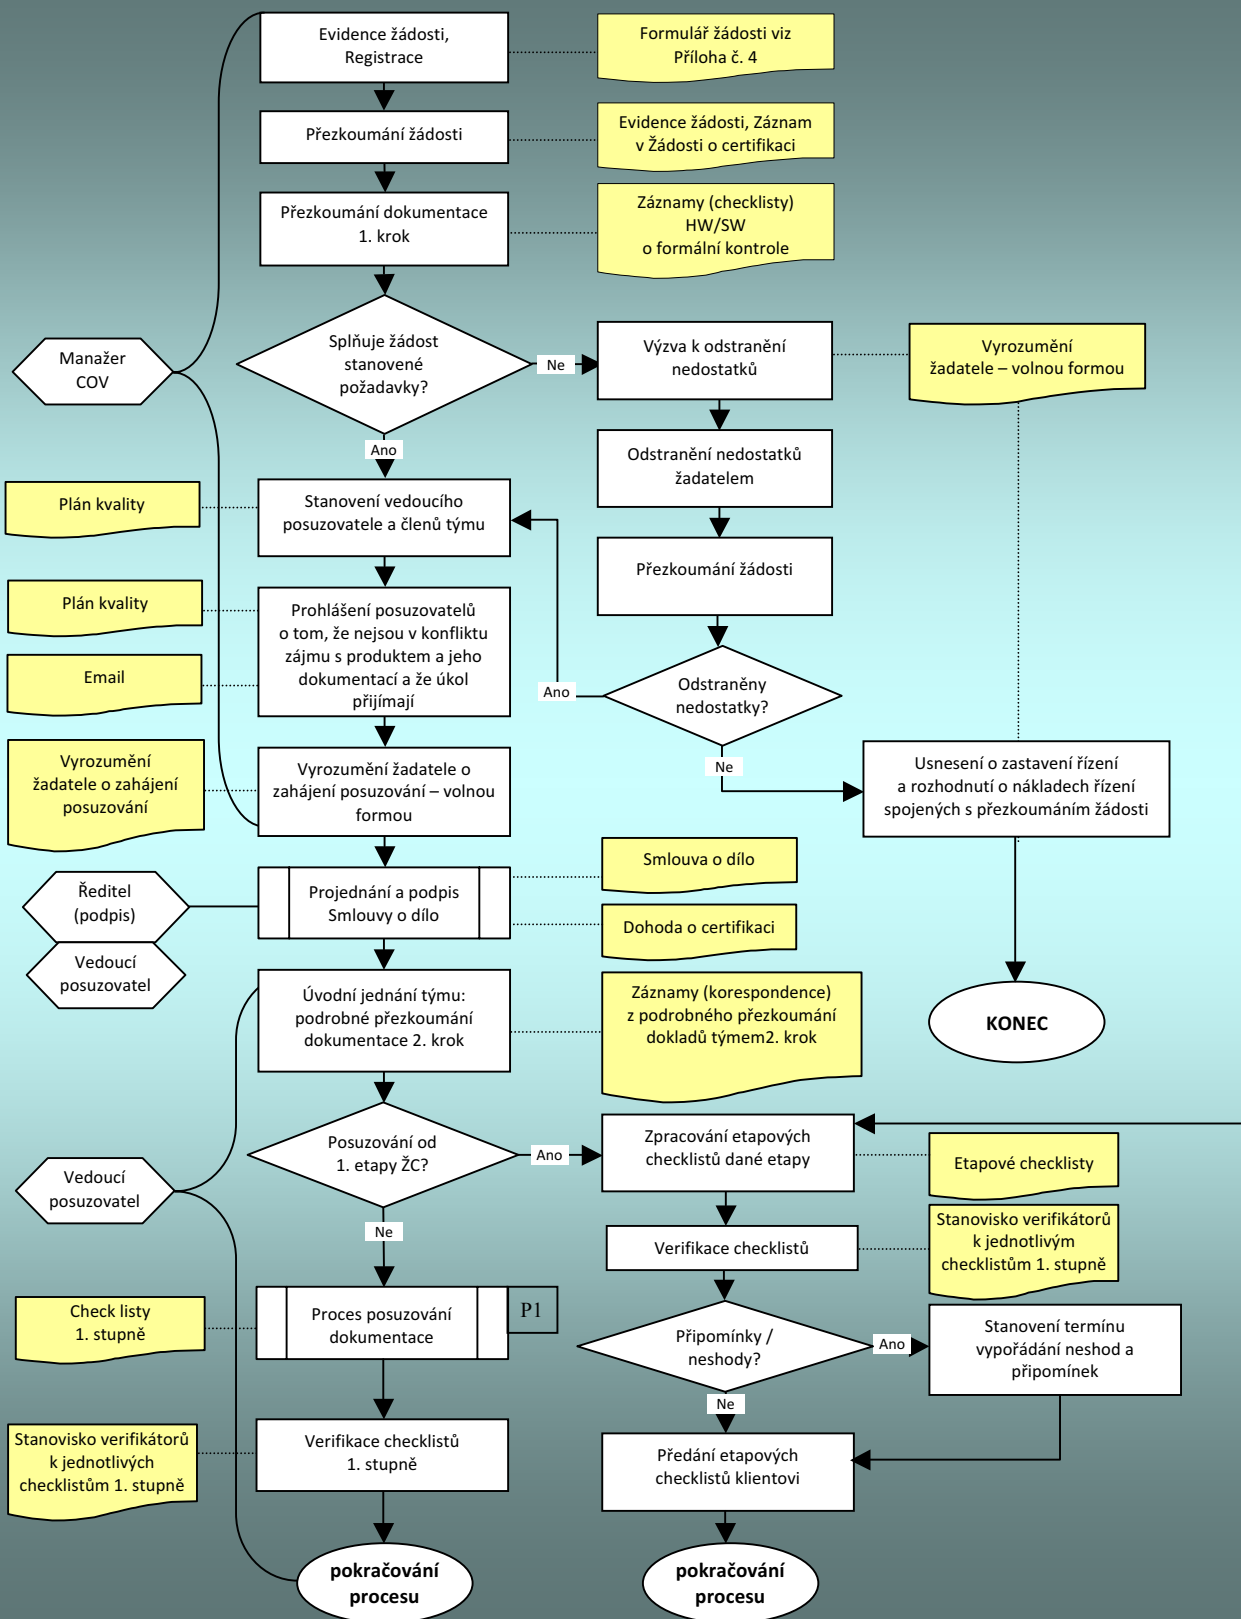 Evidence žádosti,
Registrace
Formulář žádosti viz
Příloha č. 4
Přezkoumání žádosti
Evidence žádosti, Záznam
v Žádosti o certifikaci
Přezkoumání dokumentace
1. krok
Záznamy (checklisty)
HW/SW
o formální kontrole
Manažer
COV
Splňuje žádost
stanovené
požadavky?
Ne
Výzva k odstranění
nedostatků
Vyrozumění
žadatele – volnou formou
Ano
Odstranění nedostatků
žadatelem
Plán kvality
Stanovení vedoucího
posuzovatele a členů týmu
Přezkoumání žádosti
Plán kvality
Email
Prohlášení posuzovatelů
o tom, že nejsou v konfliktu
zájmu s produktem a jeho
dokumentací a že úkol
přijímají
Ano
Odstraněny
nedostatky?
Ne
Vyrozumění
žadatele o zahájení
posuzování
Vyrozumění žadatele o
zahájení posuzování – volnou
formou
Usnesení o zastavení řízení
a rozhodnutí o nákladech řízení
spojených s přezkoumáním žádosti
Ředitel
(podpis)
Vedoucí
posuzovatel
Projednání a podpis
Smlouvy o dílo
Smlouva o dílo
Dohoda o certifikaci
Úvodní jednání týmu:
podrobné přezkoumání
dokumentace 2. krok
Záznamy (korespondence)
z podrobného přezkoumání
dokladů týmem2. krok
KONEC
Vedoucí
posuzovatel
Posuzování od
1. etapy ŽC?
Ano
Zpracování etapových
checklistů dané etapy
Etapové checklisty
Ne
Verifikace checklistů
Stanovisko verifikátorů
k jednotlivým
checklistům 1. stupně
Check listy
1. stupně
Proces posuzování
dokumentace
P1
Připomínky /
neshody?
Ano
Stanovení termínu
vypořádání neshod a
připomínek
Ne
Stanovisko verifikátorů
k jednotlivých
checklistům 1. stupně
Verifikace checklistů
1. stupně
Předání etapových
checklistů klientovi
pokračování
procesu
pokračování
procesu